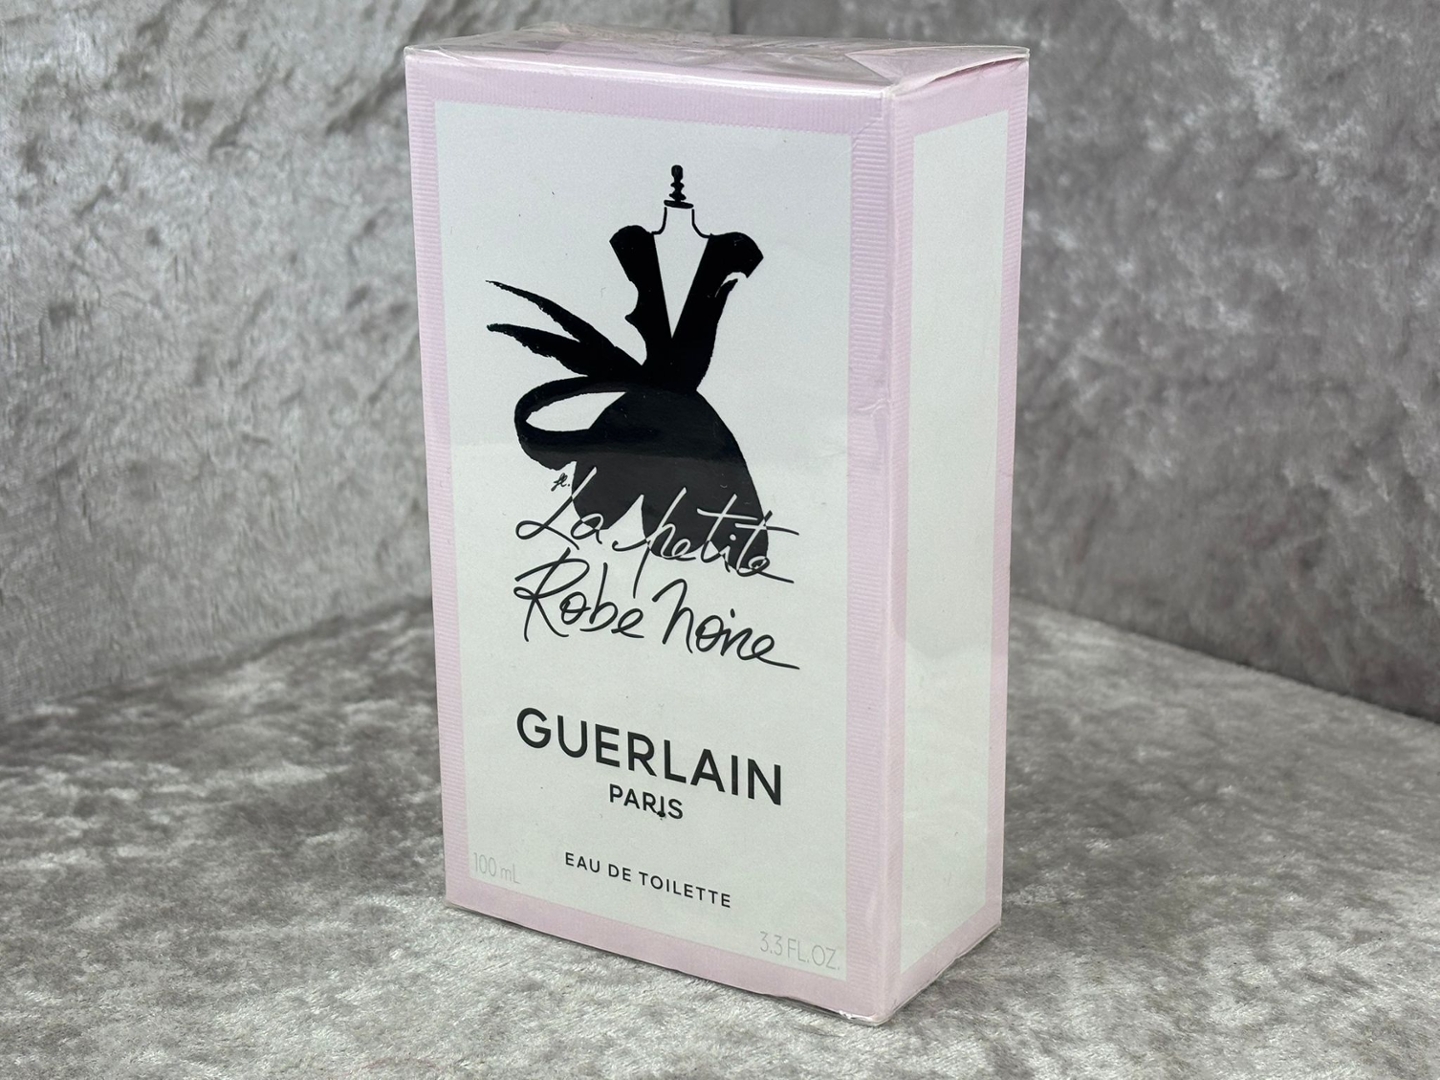 La petite
Robe Noire
GUERLAIN
PARIS
EAU DE TOILETTE
100 mL
3.3 FL.OZ.